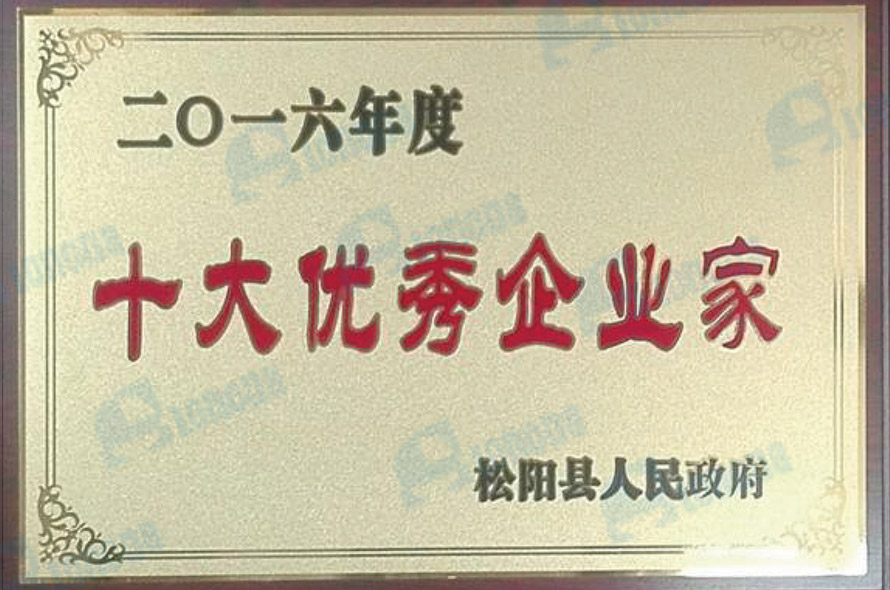 二〇一六年度
十大优秀企业家
松阳县人民政府